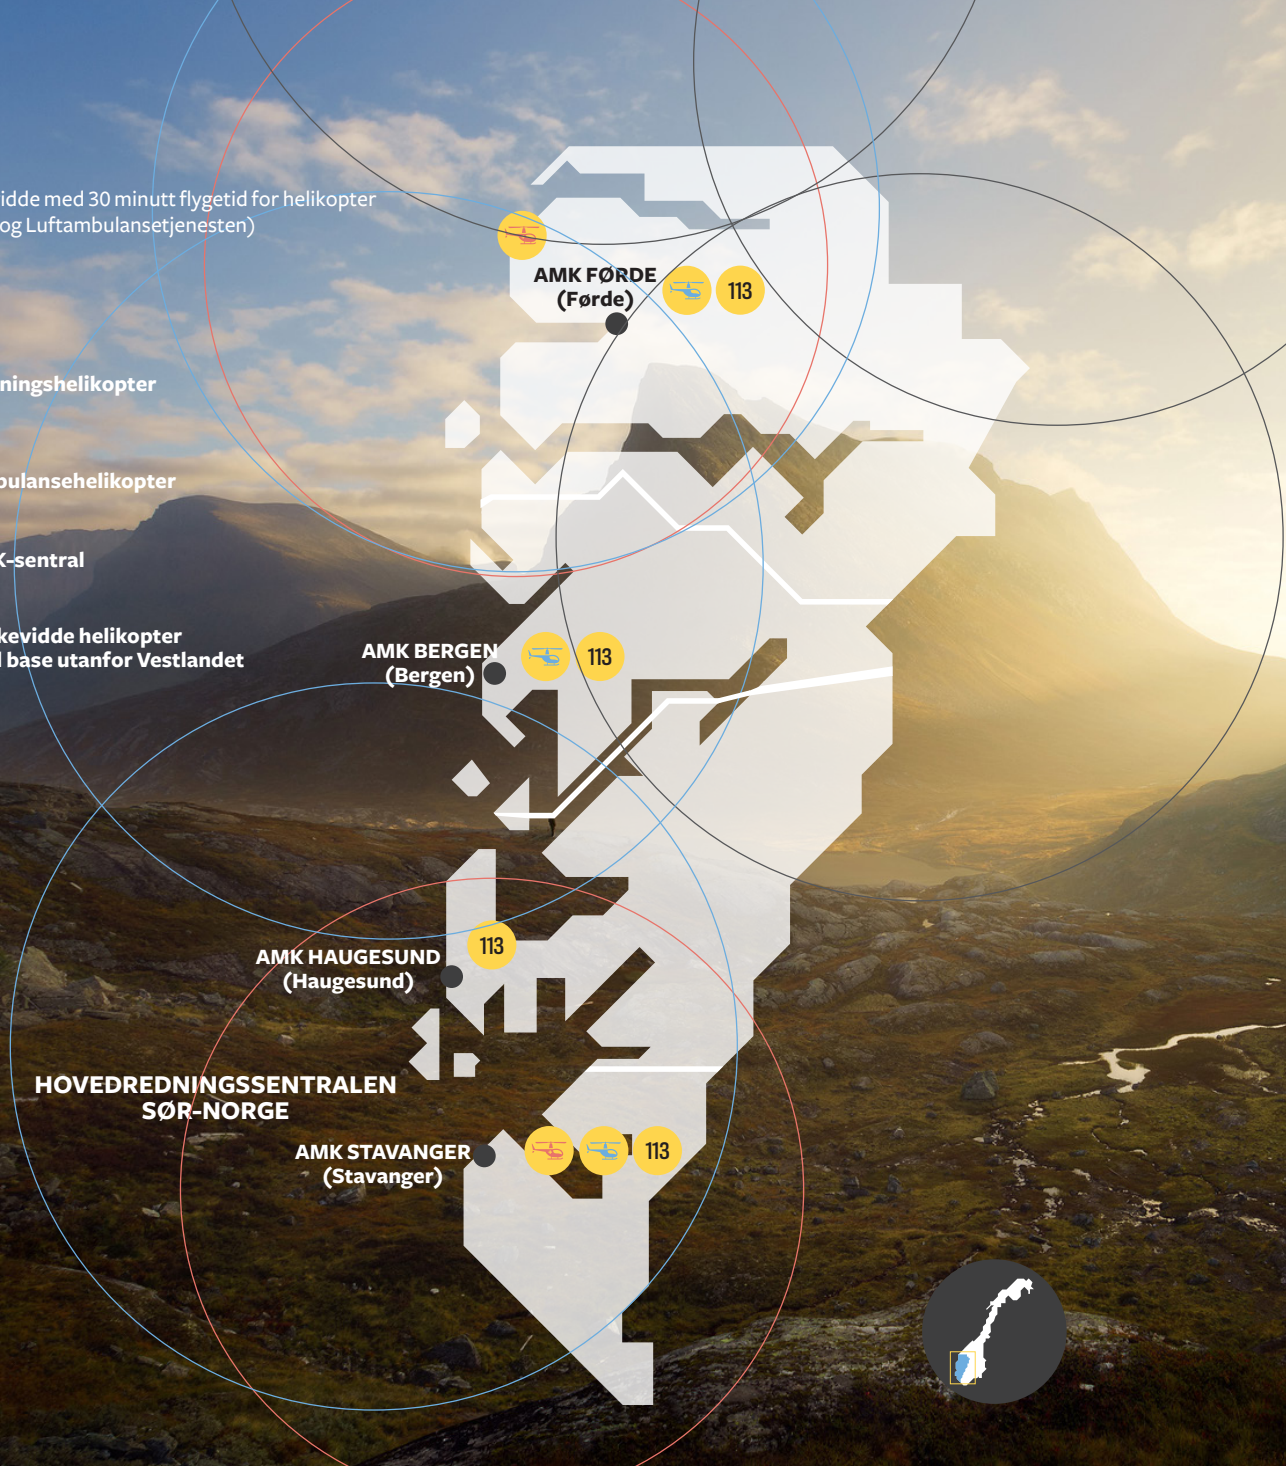 idde med 30 minutt flygetid for helikopter
og Luftambulansetjenesten)
AMK FØRDE
(Førde)
113
ningshelikopter
bulansehelikopter
K-sentral
kevidde helikopter
l base utanfor Vestlandet
AMK BERGEN
(Bergen)
113
113
AMK HAUGESUND
(Haugesund)
HOVEDREDNINGSSENTRALEN
SØR-NORGE
AMK STAVANGER
(Stavanger)
113